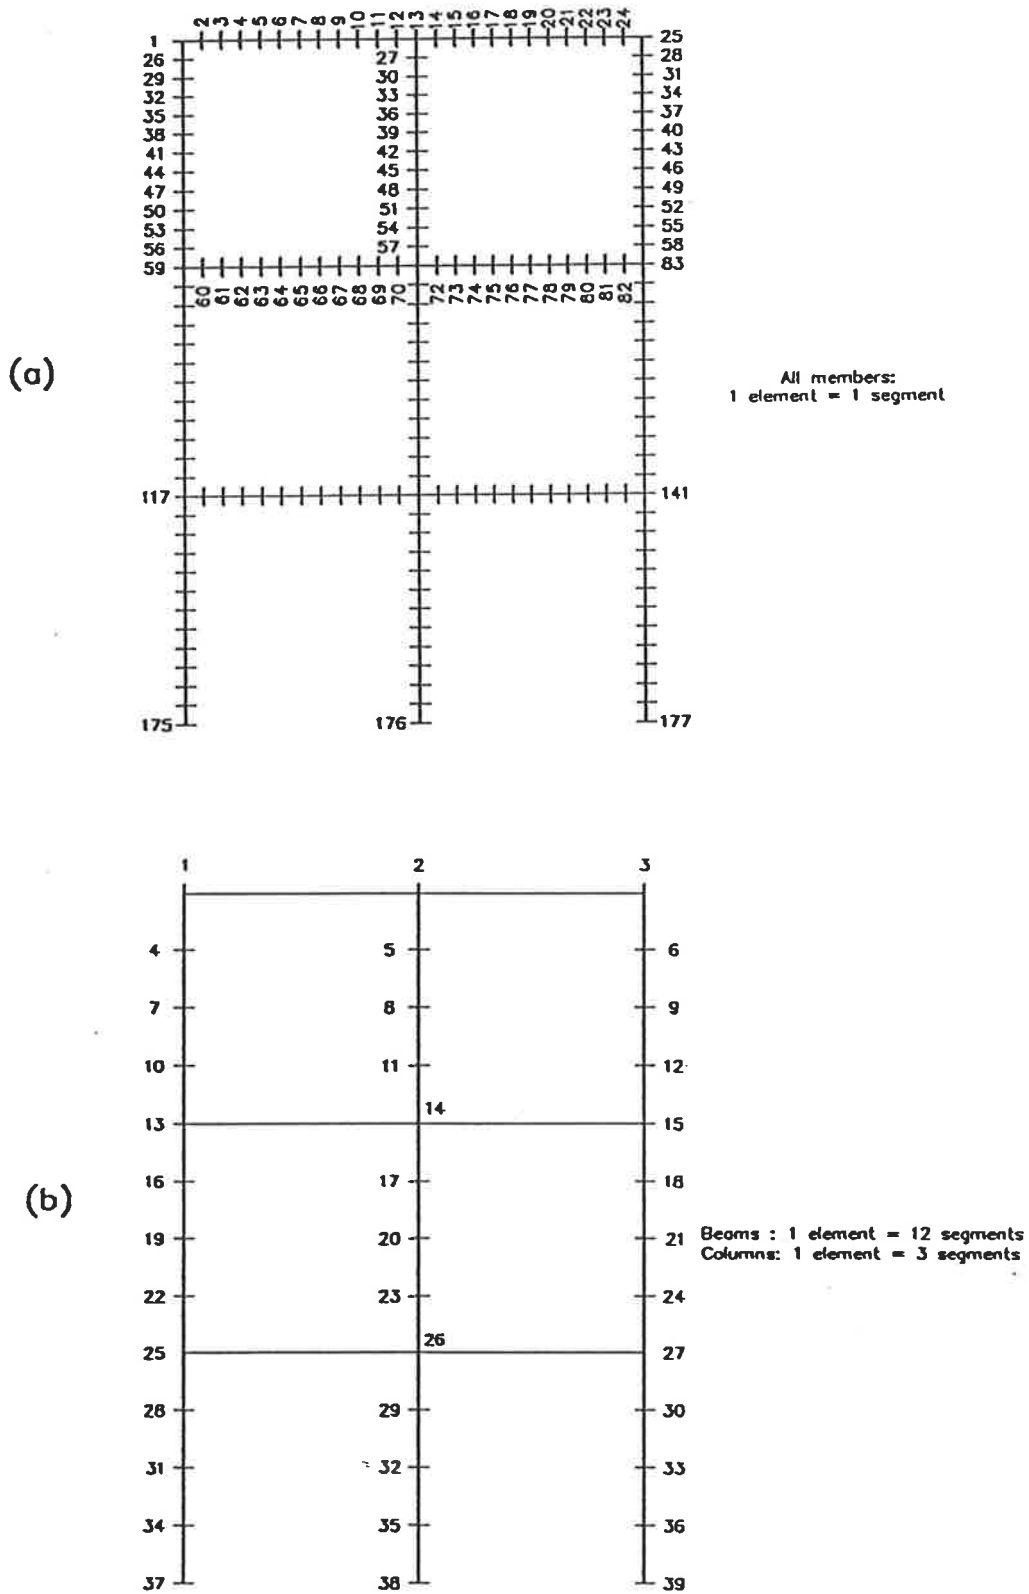 2 3 4 5 6 7 8 9 10 11 12 13 14 15 16 17 18 19 20 21 22 23 24
1 25
26 27 28
29 30 31
32 33 34
35 36 37
38 39 40
41 42 43
44 45 46
47 48 49
50 51 52
53 54 55
56 57 58
59 83
60 61 62 63 64 65 66 67 68 69 70 72 73 74 75 76 77 78 79 80 81 82
(a)
All members:
1 element = 1 segment
117 141
175 176 177
1 2 3
4 5 6
7 8 9
10 11 12
14
13 15
16 17 18
(b)
19 20 21
Beams : 1 element = 12 segments
Columns: 1 element = 3 segments
22 23 24
26
25 27
28 29 30
31 32 33
34 35 36
37 38 39